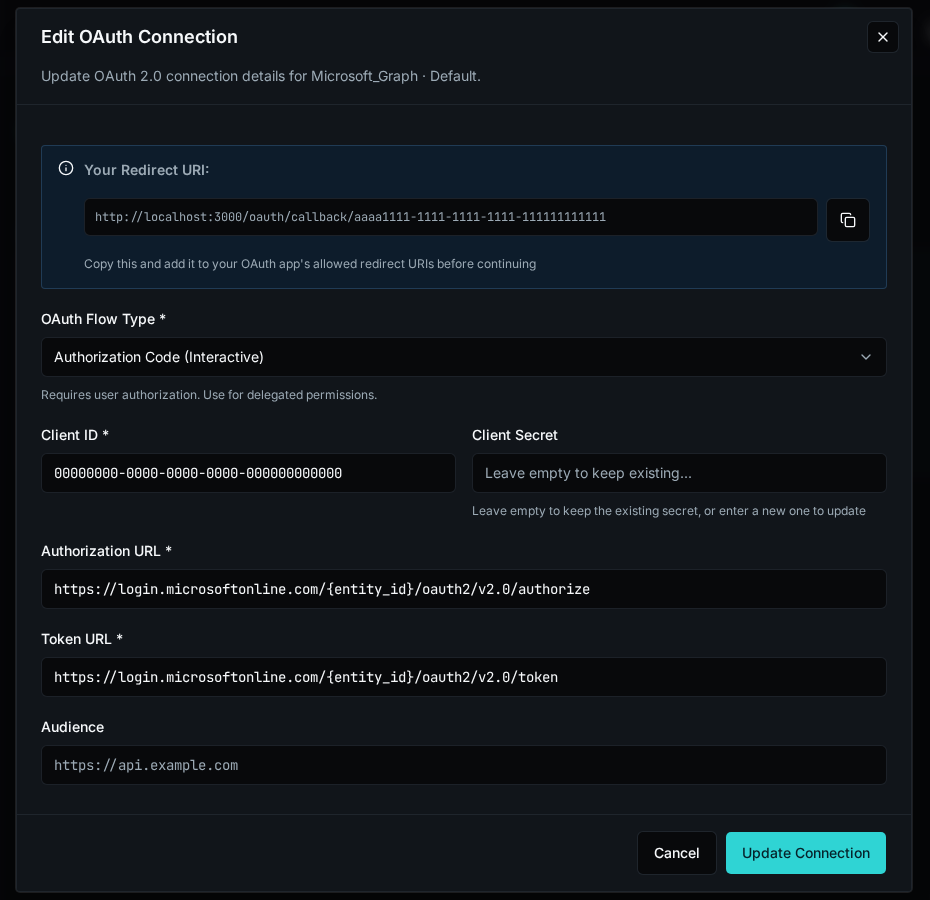 Edit OAuth Connection
Update OAuth 2.0 connection details for Microsoft_Graph · Default.
Your Redirect URI:
http://localhost:3000/oauth/callback/aaaa1111-1111-1111-1111-111111111111
Copy this and add it to your OAuth app's allowed redirect URIs before continuing
OAuth Flow Type *
Authorization Code (Interactive)
Requires user authorization. Use for delegated permissions.
Client ID *
00000000-0000-0000-0000-000000000000
Client Secret
Leave empty to keep existing...
Leave empty to keep the existing secret, or enter a new one to update
Authorization URL *
https://login.microsoftonline.com/{entity_id}/oauth2/v2.0/authorize
Token URL *
https://login.microsoftonline.com/{entity_id}/oauth2/v2.0/token
Audience
https://api.example.com
Cancel
Update Connection